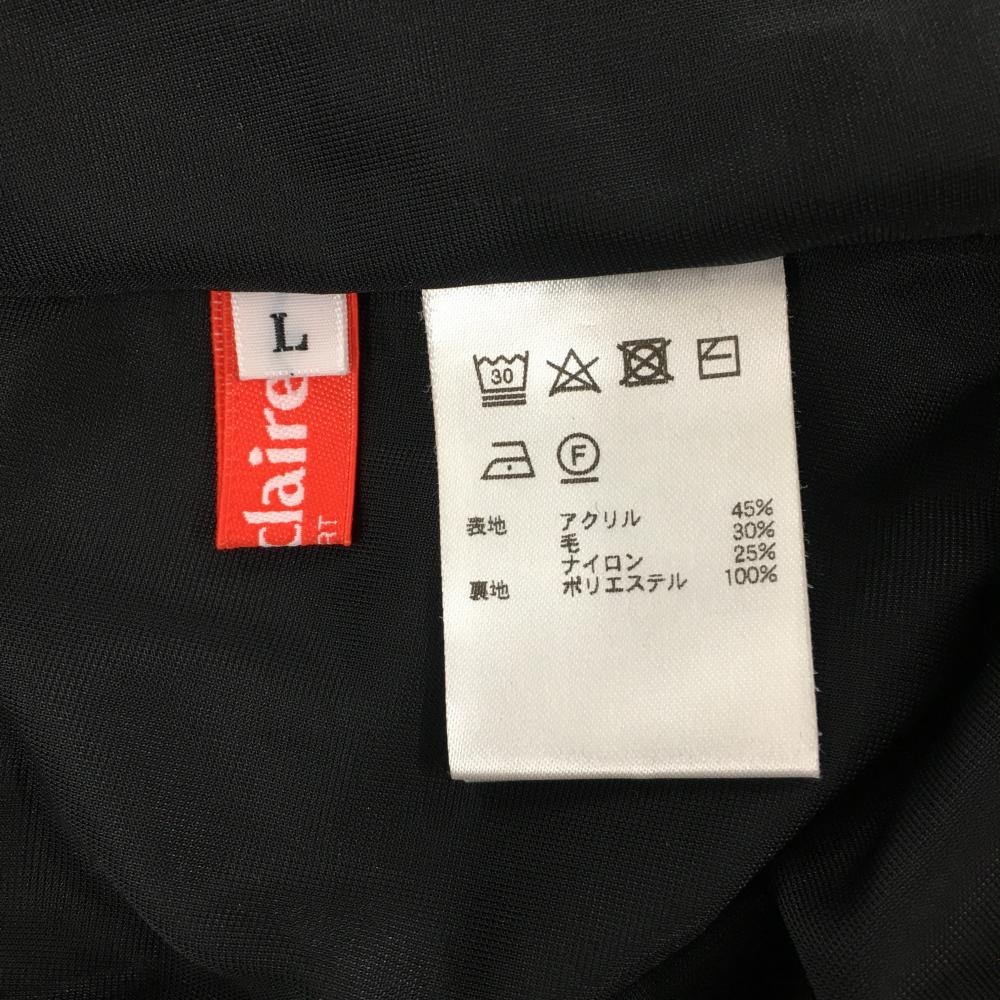 L
claire
RT
30
F
表地 アクリル 45%
毛 30%
ナイロン 25%
裏地 ポリエステル 100%